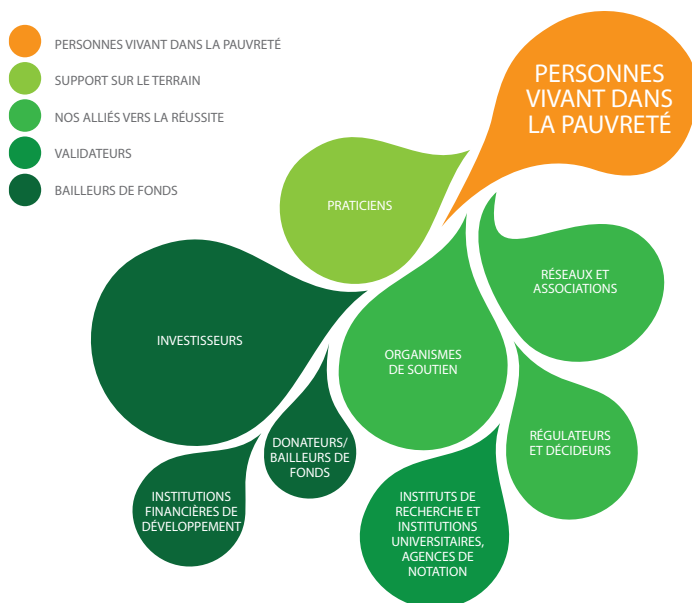 PERSONNES VIVANT DANS LA PAUVRETÉ
SUPPORT SUR LE TERRAIN
NOS ALLIÉS VERS LA RÉUSSITE
VALIDATEURS
BAILLEURS DE FONDS
PERSONNES
VIVANT DANS
LA PAUVRETÉ
PRATICIENS
RÉSEAUX ET
ASSOCIATIONS
INVESTISSEURS
ORGANISMES
DE SOUTIEN
DONATEURS/
BAILLEURS DE
FONDS
RÉGULATEURS
ET DÉCIDEURS
INSTITUTIONS
FINANCIÈRES DE
DÉVELOPPEMENT
INSTITUTS DE
RECHERCHE ET
INSTITUTIONS
UNIVERSITAIRES,
AGENCES DE
NOTATION